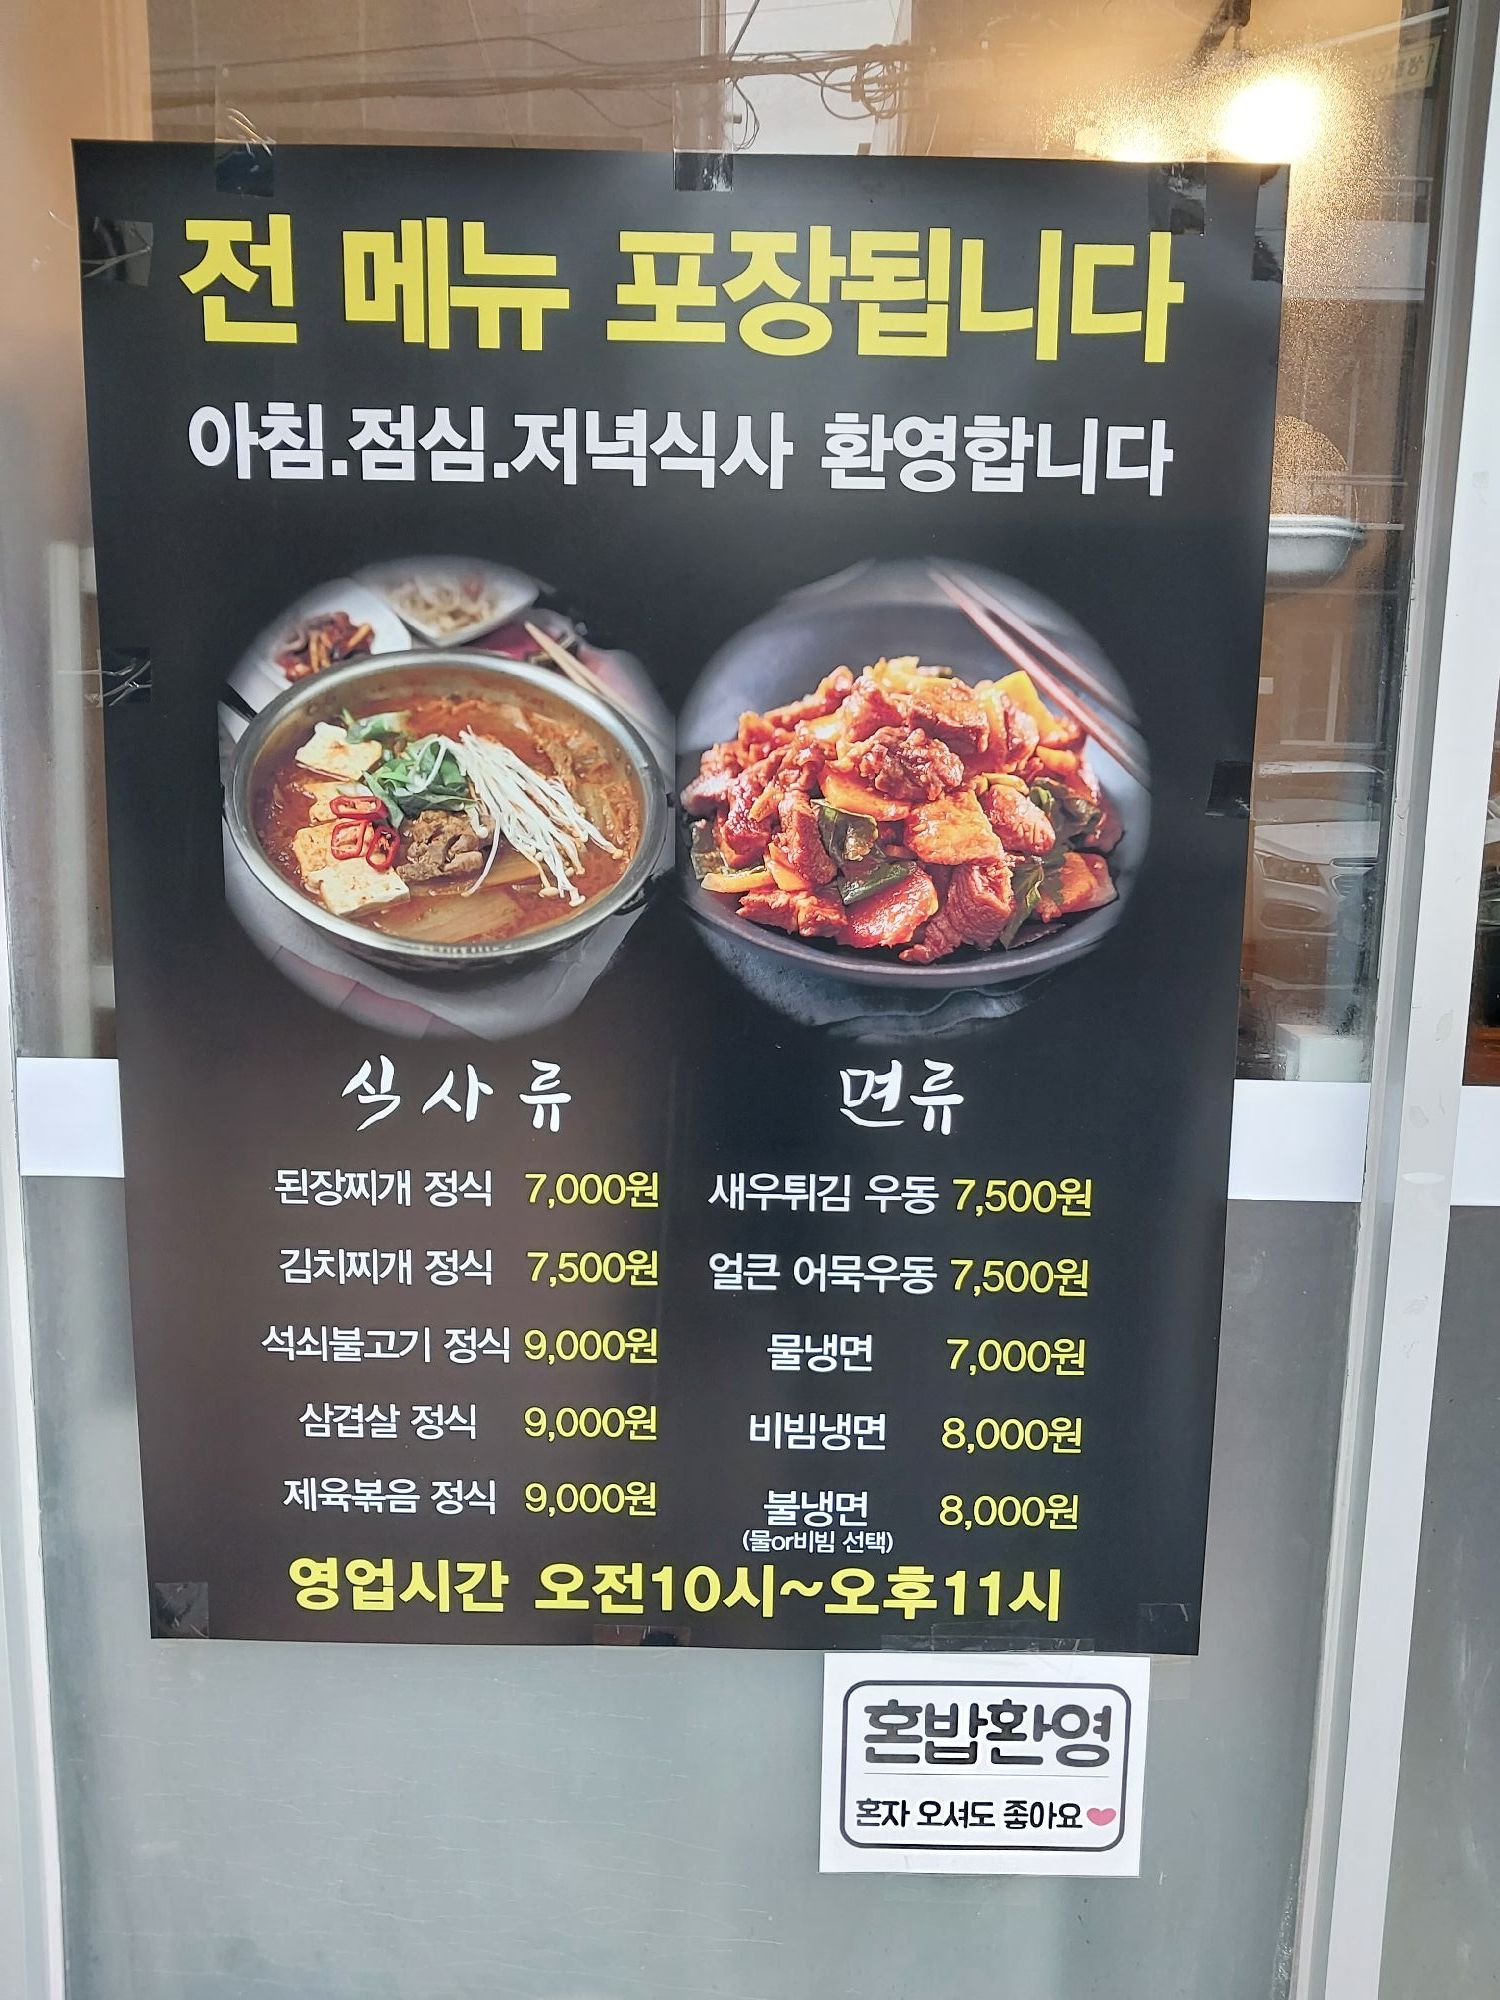 전 메뉴 포장됩니다
아침.점심.저녁식사 환영합니다
식사류
된장찌개 정식 7,000원
김치찌개 정식 7,500원
석쇠불고기 정식 9,000원
삼겹살 정식 9,000원
제육볶음 정식 9,000원
면류
새우튀김 우동 7,500원
얼큰 어묵우동 7,500원
물냉면 7,000원
비빔냉면 8,000원
불냉면 8,000원
(물or비빔 선택)
영업시간 오전10시~오후11시
혼밥환영
혼자 오셔도 좋아요